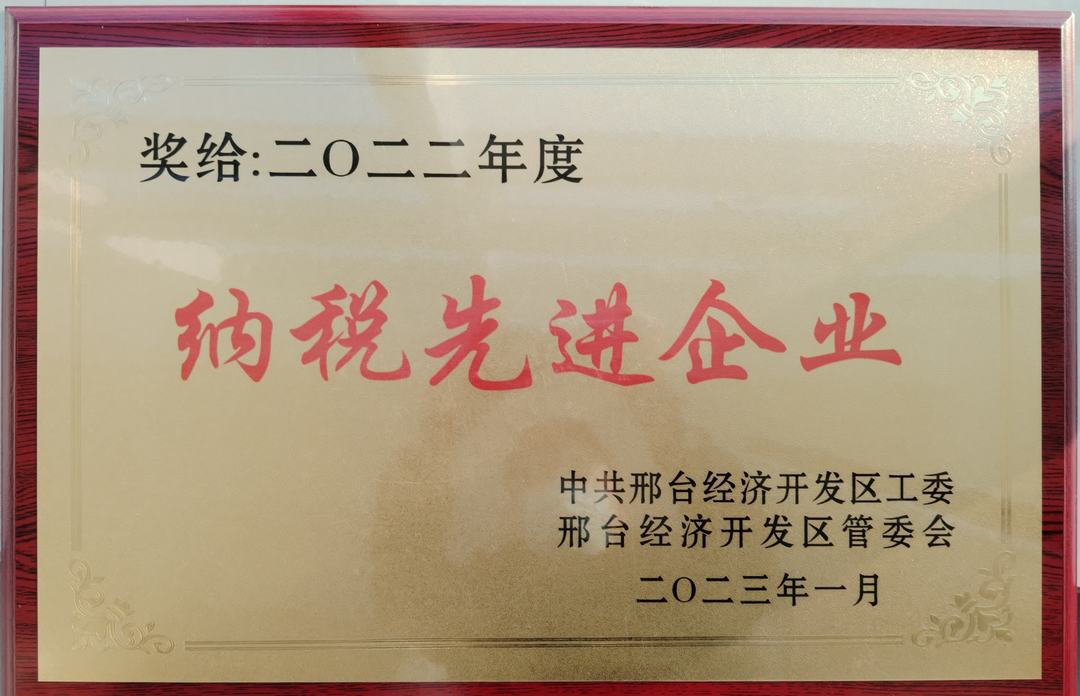 奖给:二〇二二年度
纳税先进企业
中共邢台经济开发区工委
邢台经济开发区管委会
二〇二三年一月